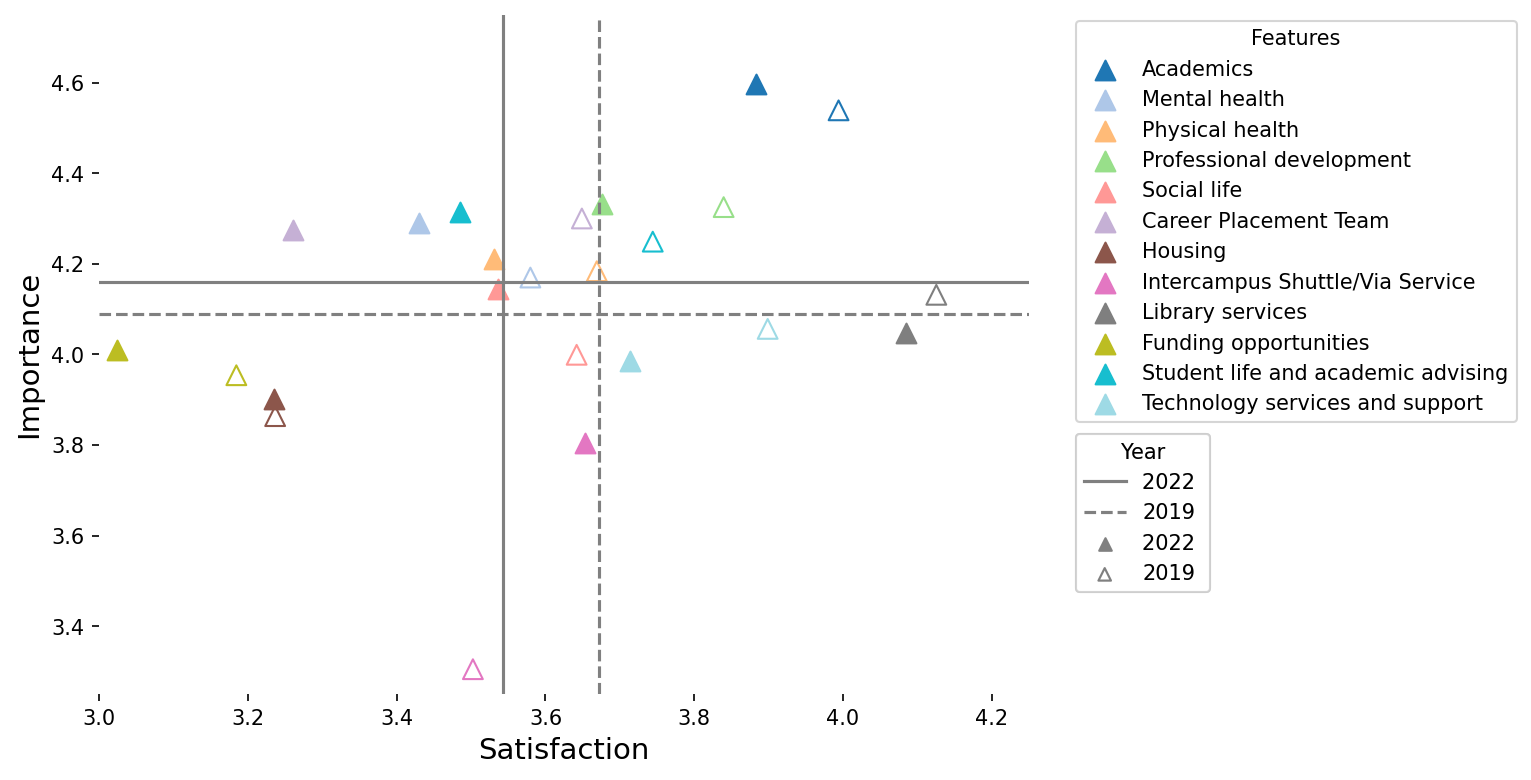 4.6
4.4
4.2
4.0
3.8
3.6
3.4
Importance
3.0
3.2
3.4
3.6
3.8
4.0
4.2
Satisfaction
Features
Academics
Mental health
Physical health
Professional development
Social life
Career Placement Team
Housing
Intercampus Shuttle/Via Service
Library services
Funding opportunities
Student life and academic advising
Technology services and support
Year
2022
2019
2022
2019